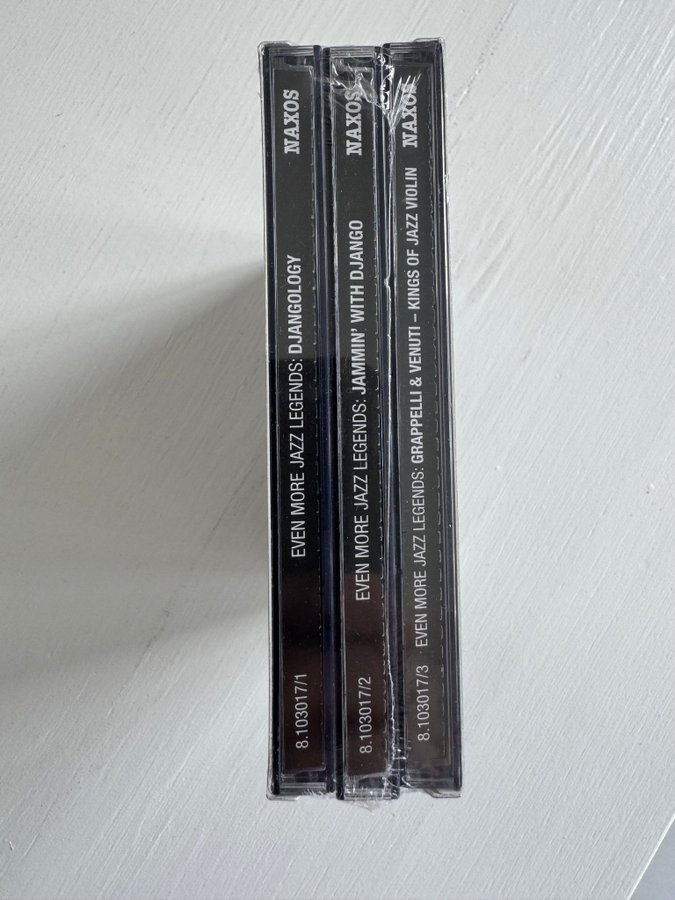 8.103017/1 EVEN MORE JAZZ LEGENDS: DJANGOLOGY NAXOS
8.103017/2 EVEN MORE JAZZ LEGENDS: JAMMIN' WITH DJANGO NAXOS
8.103017/3 EVEN MORE JAZZ LEGENDS: GRAPPELLI & VENUTI – KINGS OF JAZZ VIOLIN NAXOS